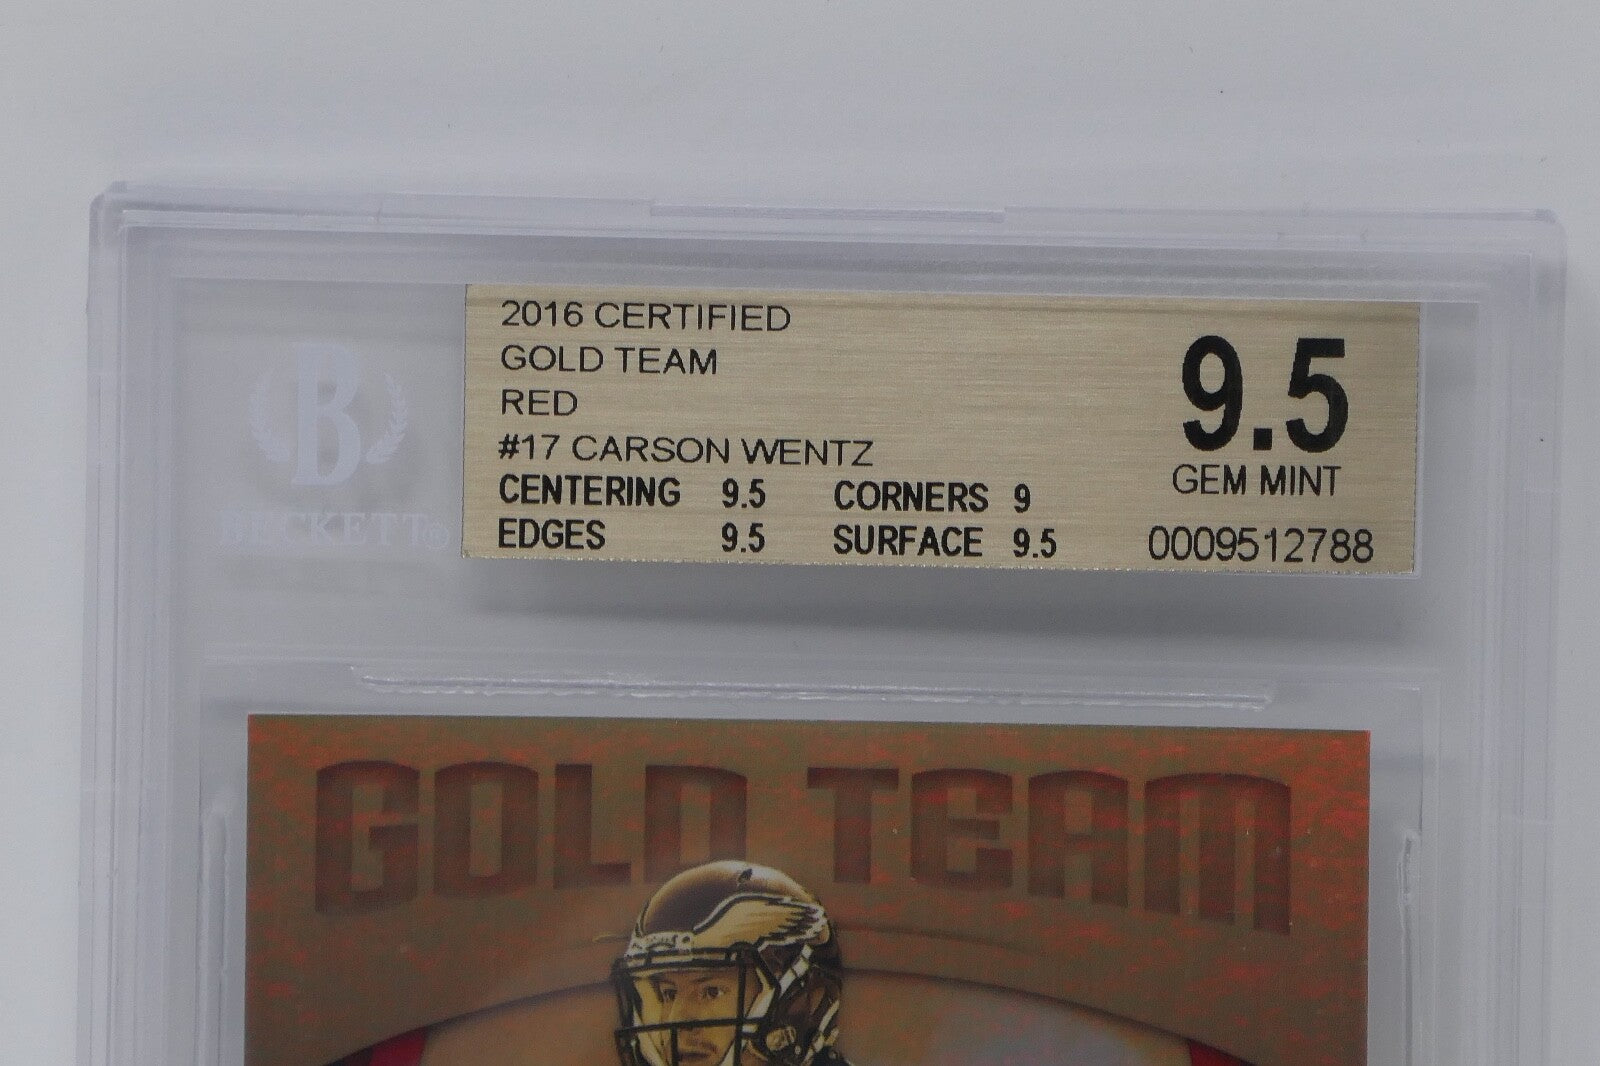 2016 CERTIFIED
GOLD TEAM
RED
#17 CARSON WENTZ
CENTERING 9.5 CORNERS 9
EDGES 9.5 SURFACE 9.5
9.5
GEM MINT
0009512788
B
BECKETT®
GOLD TEAM